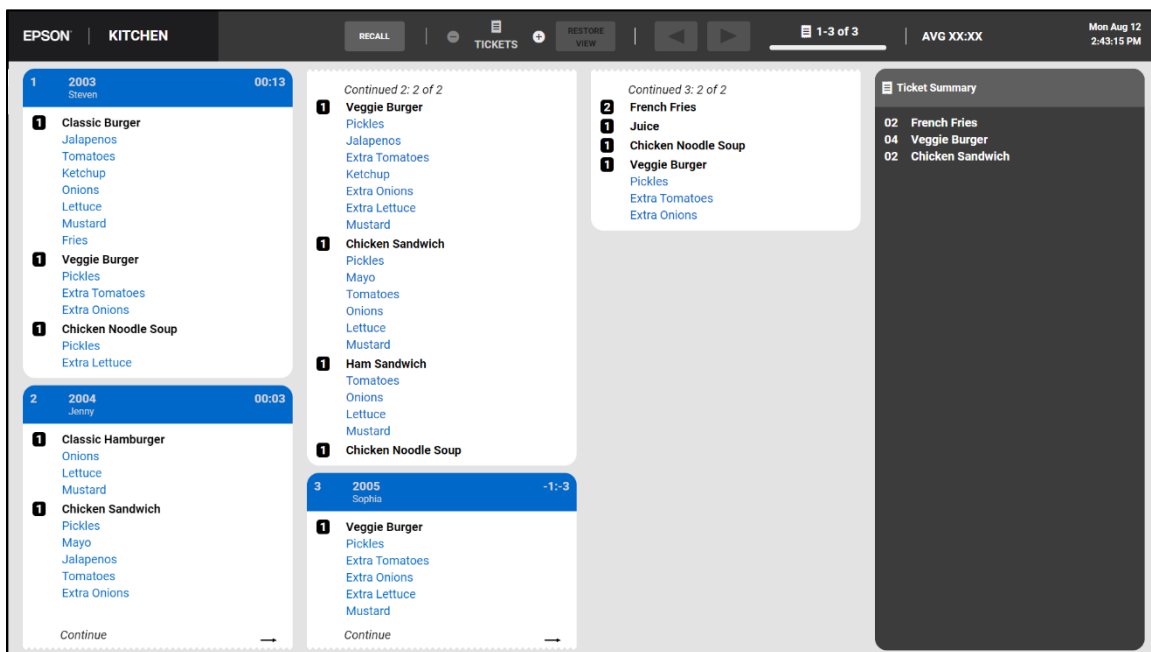 EPSON | KITCHEN
RECALL
TICKETS
RESTORE
VIEW
1-3 of 3
AVG XX:XX
Mon Aug 12
2:43:15 PM
1 2003 00:13
Steven
1 Classic Burger
Jalapenos
Tomatoes
Ketchup
Onions
Lettuce
Mustard
Fries
1 Veggie Burger
Pickles
Extra Tomatoes
Extra Onions
1 Chicken Noodle Soup
Pickles
Extra Lettuce
2 2004 00:03
Jenny
1 Classic Hamburger
Onions
Lettuce
Mustard
1 Chicken Sandwich
Pickles
Mayo
Jalapenos
Tomatoes
Extra Onions
Continue
Continued 2: 2 of 2
1 Veggie Burger
Pickles
Jalapenos
Extra Tomatoes
Ketchup
Extra Onions
Extra Lettuce
Mustard
1 Chicken Sandwich
Pickles
Mayo
Tomatoes
Onions
Lettuce
Mustard
1 Ham Sandwich
Tomatoes
Onions
Lettuce
Mustard
1 Chicken Noodle Soup
3 2005 -1:-3
Sophia
1 Veggie Burger
Pickles
Extra Tomatoes
Extra Onions
Extra Lettuce
Mustard
Continue
Continued 3: 2 of 2
2 French Fries
1 Juice
1 Chicken Noodle Soup
1 Veggie Burger
Pickles
Extra Tomatoes
Extra Onions
Ticket Summary
02 French Fries
04 Veggie Burger
02 Chicken Sandwich